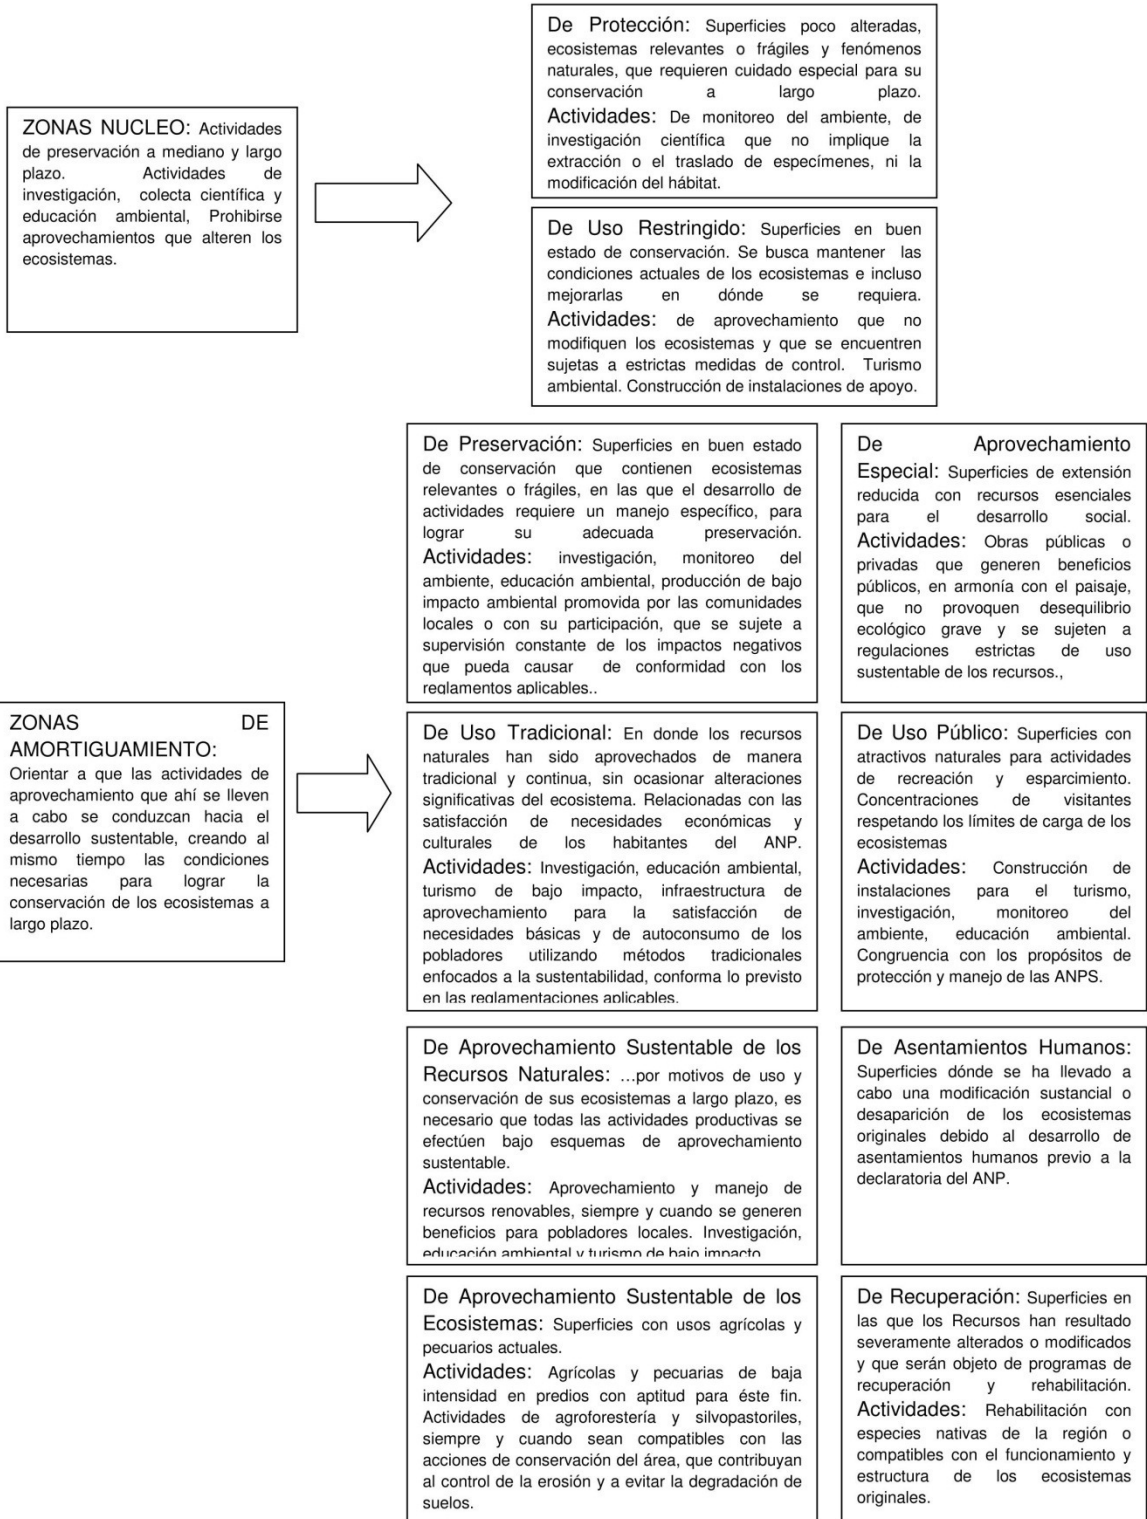 De Protección: Superficies poco alteradas,
ecosistemas relevantes o frágiles y fenómenos
naturales, que requieren cuidado especial para su
conservación a largo plazo.
Actividades: De monitoreo del ambiente, de
investigación científica que no implique la
extracción o el traslado de especímenes, ni la
modificación del hábitat.
ZONAS NUCLEO: Actividades
de preservación a mediano y largo
plazo. Actividades de
investigación, colecta científica y
educación ambiental, Prohibirse
aprovechamientos que alteren los
ecosistemas.
De Uso Restringido: Superficies en buen
estado de conservación. Se busca mantener las
condiciones actuales de los ecosistemas e incluso
mejorarlas en dónde se requiera.
Actividades: de aprovechamiento que no
modifiquen los ecosistemas y que se encuentren
sujetas a estrictas medidas de control. Turismo
ambiental. Construcción de instalaciones de apoyo.
De Preservación: Superficies en buen estado
de conservación que contienen ecosistemas
relevantes o frágiles, en las que el desarrollo de
actividades requiere un manejo específico, para
lograr su adecuada preservación.
Actividades: investigación, monitoreo del
ambiente, educación ambiental, producción de bajo
impacto ambiental promovida por las comunidades
locales o con su participación, que se sujete a
supervisión constante de los impactos negativos
que pueda causar de conformidad con los
reglamentos aplicables..
De Aprovechamiento
Especial: Superficies de extensión
reducida con recursos esenciales
para el desarrollo social.
Actividades: Obras públicas o
privadas que generen beneficios
públicos, en armonía con el paisaje,
que no provoquen desequilibrio
ecológico grave y se sujeten a
regulaciones estrictas de uso
sustentable de los recursos.,
ZONAS DE
AMORTIGUAMIENTO:
Orientar a que las actividades de
aprovechamiento que ahí se lleven
a cabo se conduzcan hacia el
desarrollo sustentable, creando al
mismo tiempo las condiciones
necesarias para lograr la
conservación de los ecosistemas a
largo plazo.
De Uso Tradicional: En donde los recursos
naturales han sido aprovechados de manera
tradicional y continua, sin ocasionar alteraciones
significativas del ecosistema. Relacionadas con las
satisfacción de necesidades económicas y
culturales de los habitantes del ANP.
Actividades: Investigación, educación ambiental,
turismo de bajo impacto, infraestructura de
aprovechamiento para la satisfacción de
necesidades básicas y de autoconsumo de los
pobladores utilizando métodos tradicionales
enfocados a la sustentabilidad, conforma lo previsto
en las reglamentaciones aplicables.
De Uso Público: Superficies con
atractivos naturales para actividades
de recreación y esparcimiento.
Concentraciones de visitantes
respetando los límites de carga de los
ecosistemas
Actividades: Construcción de
instalaciones para el turismo,
investigación, monitoreo del
ambiente, educación ambiental.
Congruencia con los propósitos de
protección y manejo de las ANPS.
De Aprovechamiento Sustentable de los
Recursos Naturales: …por motivos de uso y
conservación de sus ecosistemas a largo plazo, es
necesario que todas las actividades productivas se
efectúen bajo esquemas de aprovechamiento
sustentable.
Actividades: Aprovechamiento y manejo de
recursos renovables, siempre y cuando se generen
beneficios para pobladores locales. Investigación,
educación ambiental y turismo de bajo impacto
De Asentamientos Humanos:
Superficies dónde se ha llevado a
cabo una modificación sustancial o
desaparición de los ecosistemas
originales debido al desarrollo de
asentamientos humanos previo a la
declaratoria del ANP.
De Aprovechamiento Sustentable de los
Ecosistemas: Superficies con usos agrícolas y
pecuarios actuales.
Actividades: Agrícolas y pecuarias de baja
intensidad en predios con aptitud para éste fin.
Actividades de agroforestería y silvopastoriles,
siempre y cuando sean compatibles con las
acciones de conservación del área, que contribuyan
al control de la erosión y a evitar la degradación de
suelos.
De Recuperación: Superficies en
las que los Recursos han resultado
severamente alterados o modificados
y que serán objeto de programas de
recuperación y rehabilitación.
Actividades: Rehabilitación con
especies nativas de la región o
compatibles con el funcionamiento y
estructura de los ecosistemas
originales.